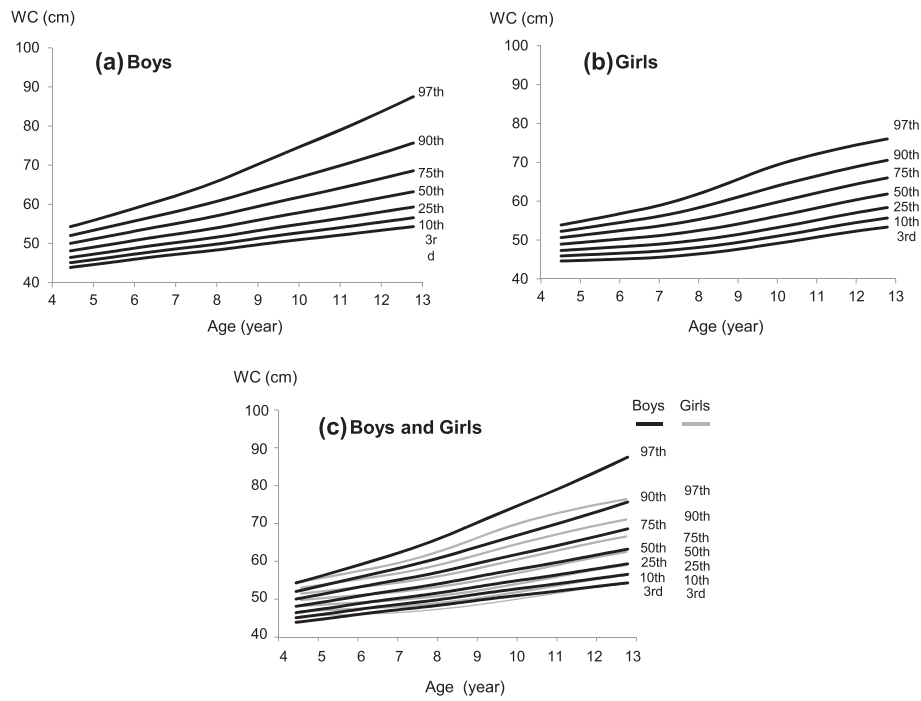 WC (cm)
(a) Boys
100
90
80
70
60
50
40
97th
90th
75th
50th
25th
10th
3r
d
4 5 6 7 8 9 10 11 12 13
Age (year)
WC (cm)
(b) Girls
100
90
80
70
60
50
40
97th
90th
75th
50th
25th
10th
3rd
4 5 6 7 8 9 10 11 12 13
Age (year)
WC (cm)
(c) Boys and Girls
Boys Girls
100
90
80
70
60
50
40
97th
90th
75th
50th
25th
10th
3rd
97th
90th
75th
50th
25th
10th
3rd
4 5 6 7 8 9 10 11 12 13
Age (year)